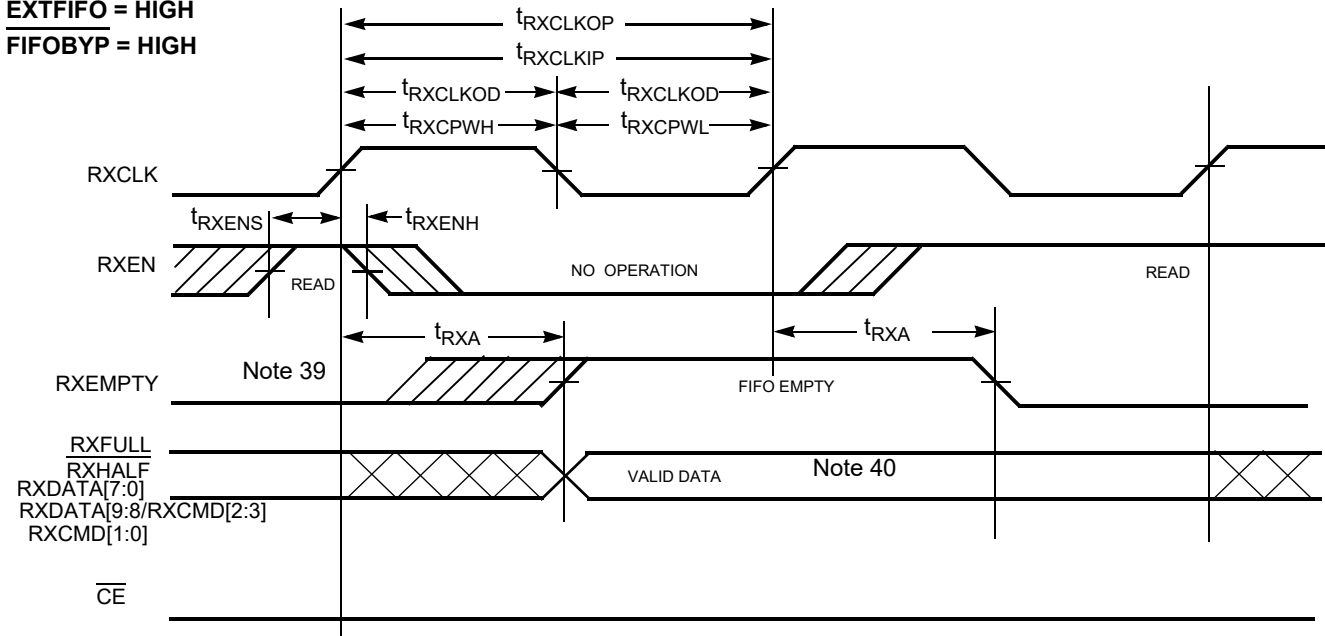 EXTFIFO = HIGH
FIFOBYP = HIGH
tRXCLKOP
tRXCLKIP
tRXCLKOD tRXCLKOD
tRXCPWH tRXCPWL
RXCLK
tRXENS tRXENH
RXEN
READ
NO OPERATION
READ
tRXA tRXA
Note 39
RXEMPTY
FIFO EMPTY
RXFULL
RXHALF
RXDATA[7:0]
RXDATA[9:8/RXCMD[2:3]
RXCMD[1:0]
VALID DATA
Note 40
CE